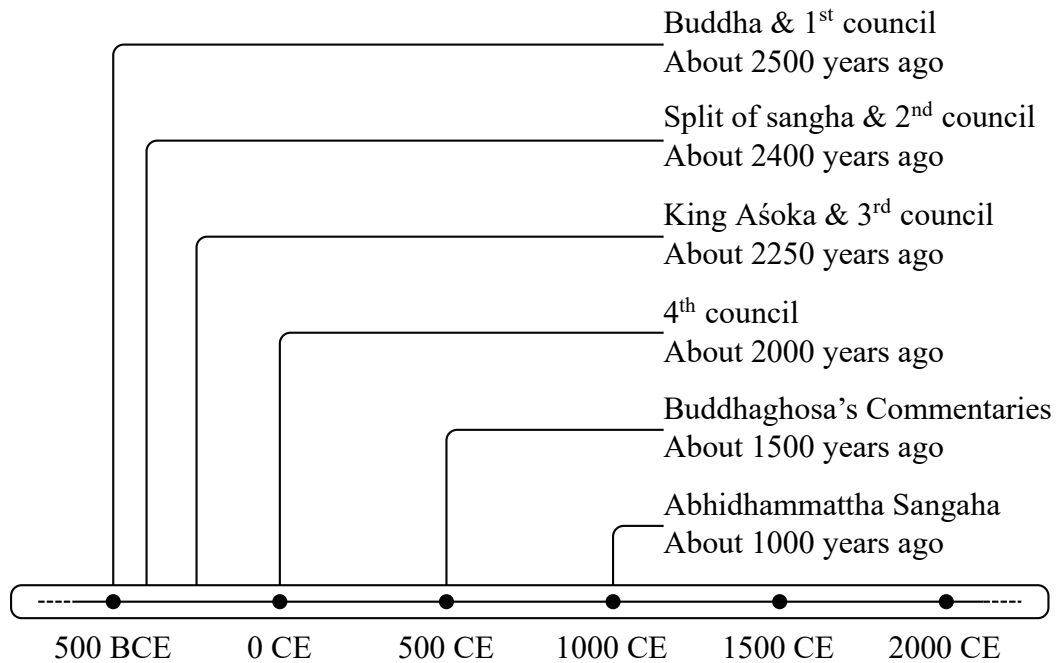 Buddha & 1st council
About 2500 years ago
Split of sangha & 2nd council
About 2400 years ago
King Aśoka & 3rd council
About 2250 years ago
4th council
About 2000 years ago
Buddhaghosa’s Commentaries
About 1500 years ago
Abhidhammattha Sangaha
About 1000 years ago
500 BCE 0 CE 500 CE 1000 CE 1500 CE 2000 CE